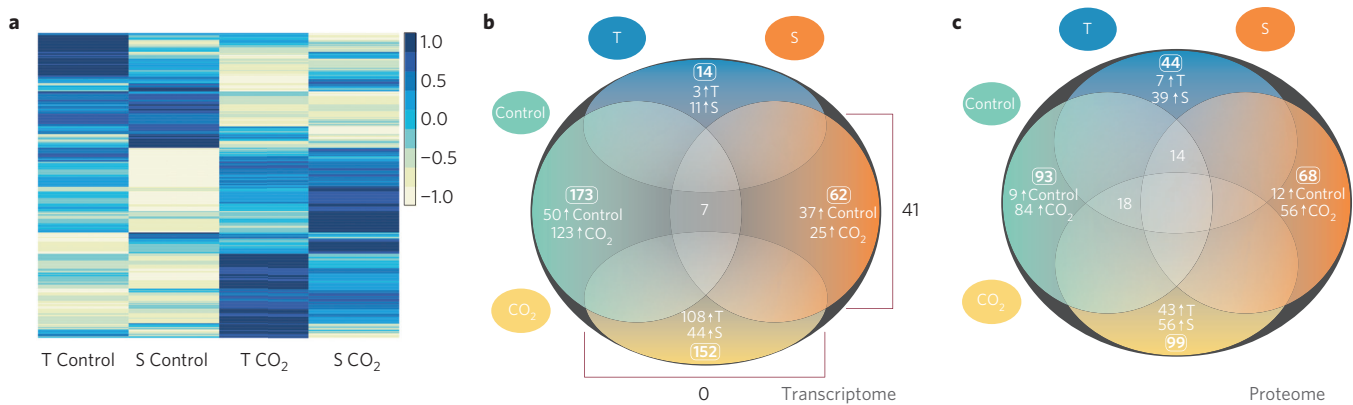 a
1.0
0.5
0.0
−0.5
−1.0
T Control S Control T CO2 S CO2
b
T
S
Control
CO2
14
3↑T
11↑S
173
50↑Control
123↑CO2
7
62
37↑Control
25↑CO2
41
108↑T
44↑S
152
0
Transcriptome
c
T
S
Control
CO2
44
7↑T
39↑S
14
93
9↑Control
84↑CO2
18
68
12↑Control
56↑CO2
43↑T
56↑S
99
Proteome